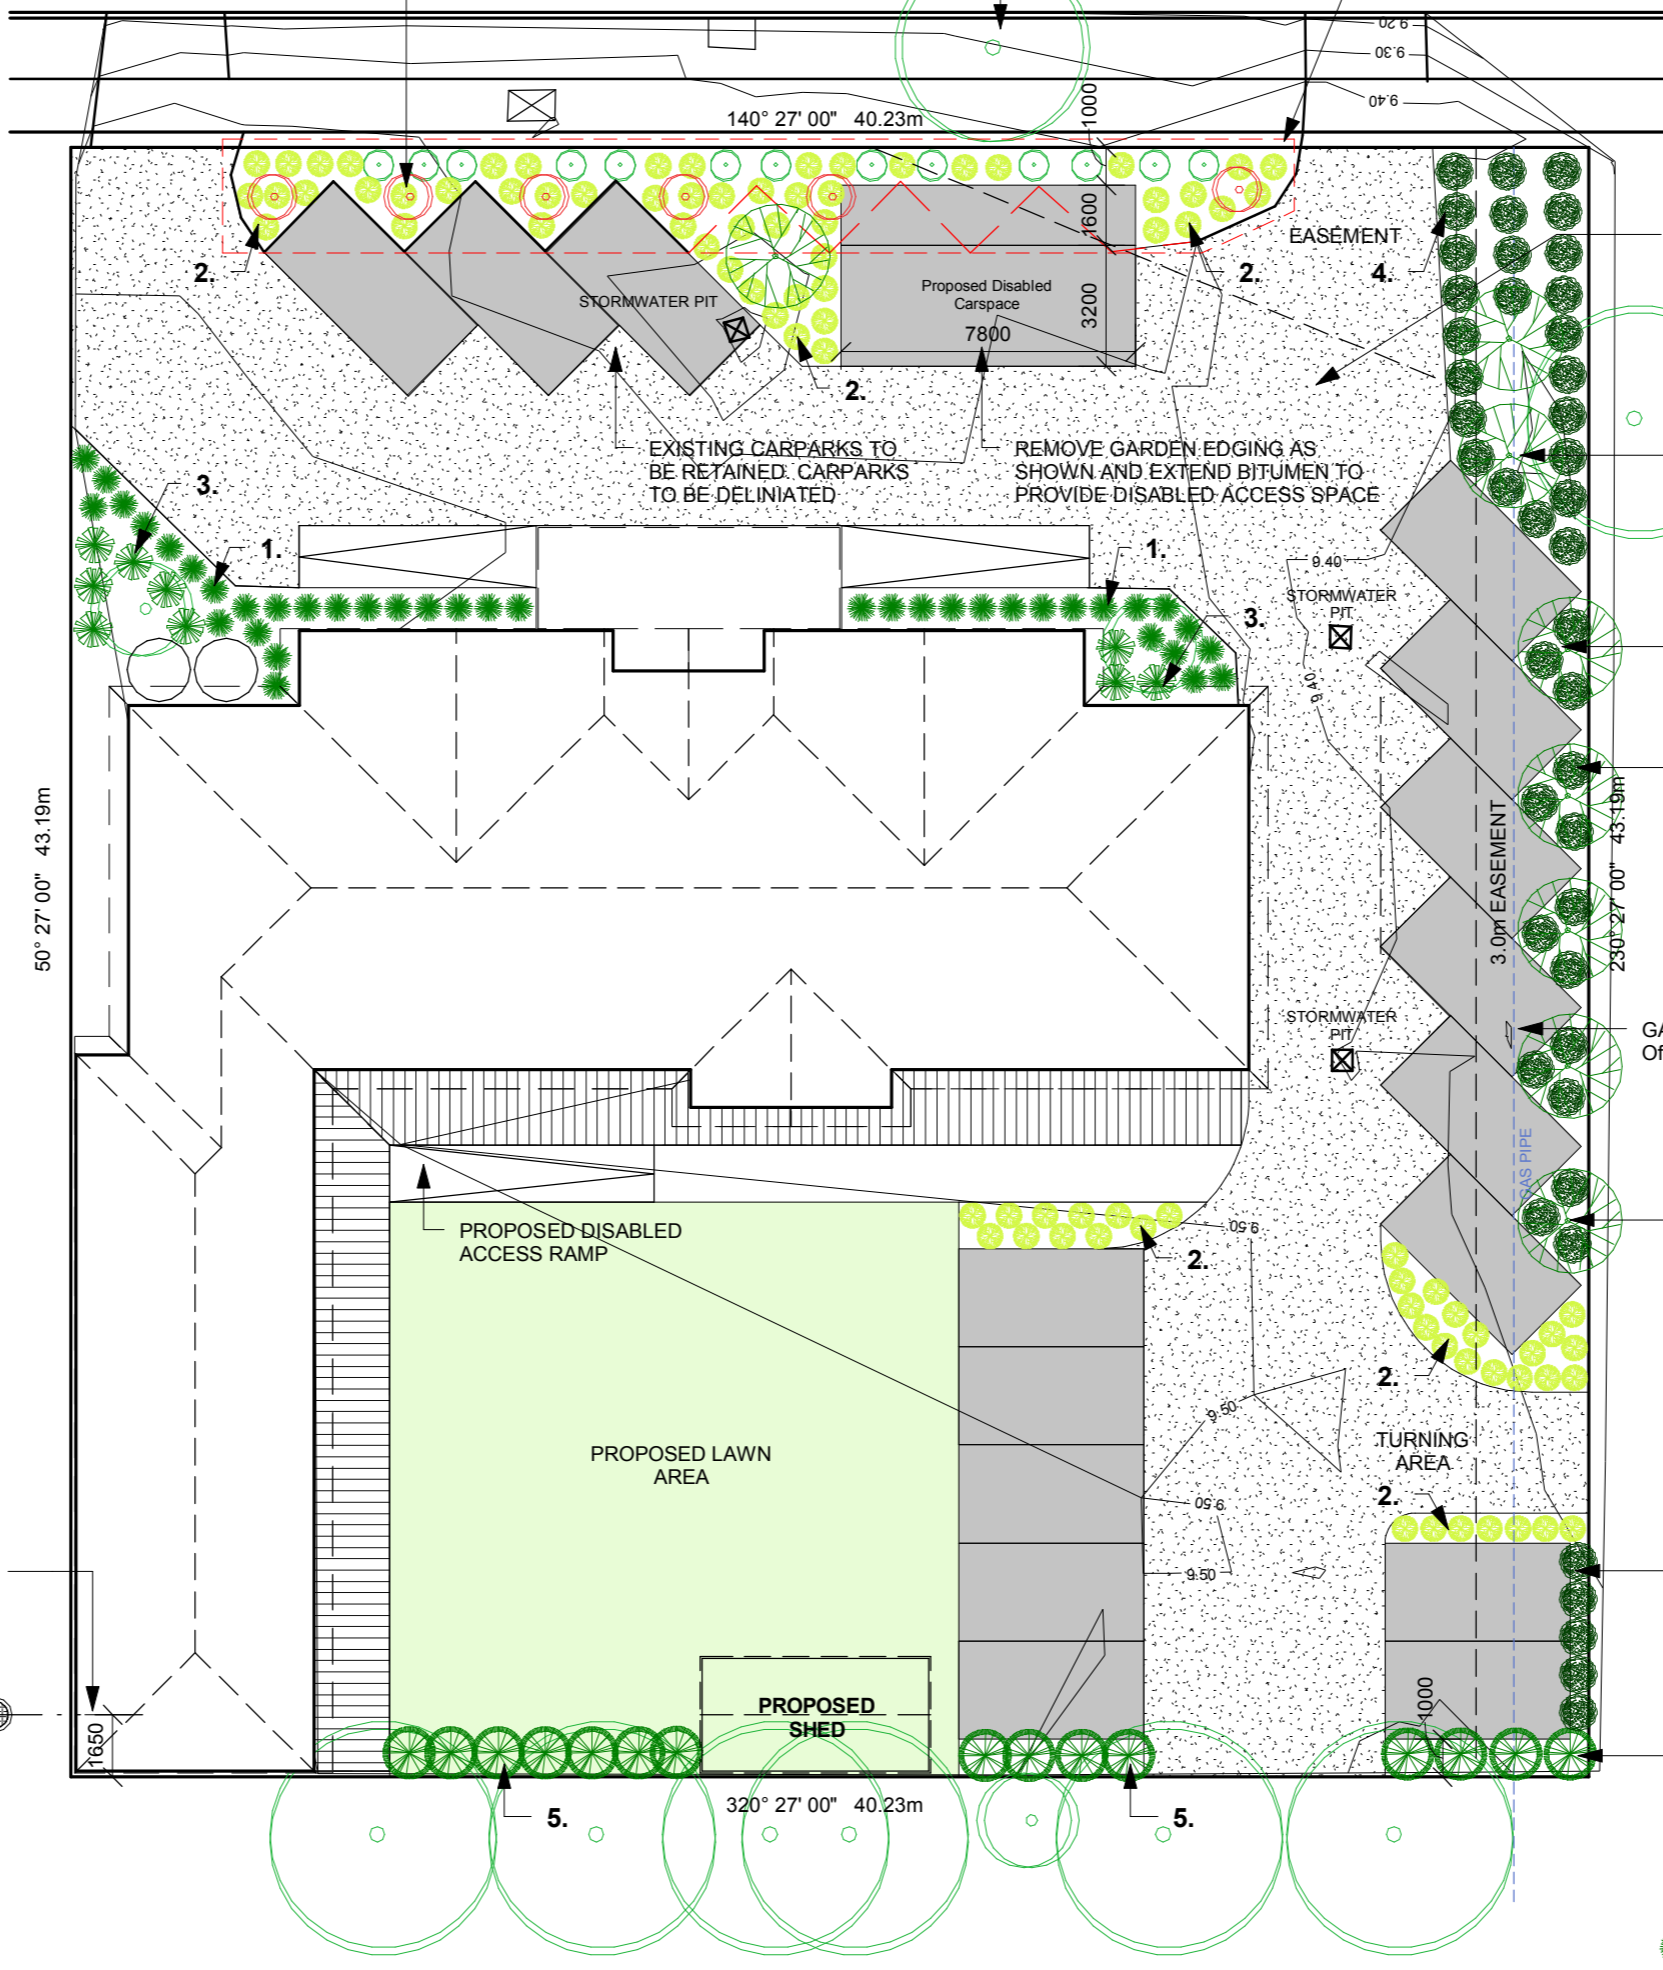 9.20
9.30
9.40
140° 27' 00" 40.23m
1000
1600
EASEMENT
2.
2.
4.
STORMWATER PIT
Proposed Disabled
Carspace
7800
3200
2.
EXISTING CARPARKS TO
BE RETAINED. CARPARKS
TO BE DELINIATED
REMOVE GARDEN EDGING AS
SHOWN AND EXTEND BITUMEN TO
PROVIDE DISABLED ACCESS SPACE
3.
1.
1.
3.
9.40
STORMWATER
PIT
9.40
50° 27' 00" 43.19m
3.0m EASEMENT
230° 27' 00" 43.19m
STORMWATER
PIT
GA
Of
GAS PIPE
PROPOSED DISABLED
ACCESS RAMP
9.50
2.
2.
9.50
PROPOSED LAWN
AREA
TURNING
AREA
2.
9.50
9.50
PROPOSED
SHED
1650
1000
5.
320° 27' 00" 40.23m
5.